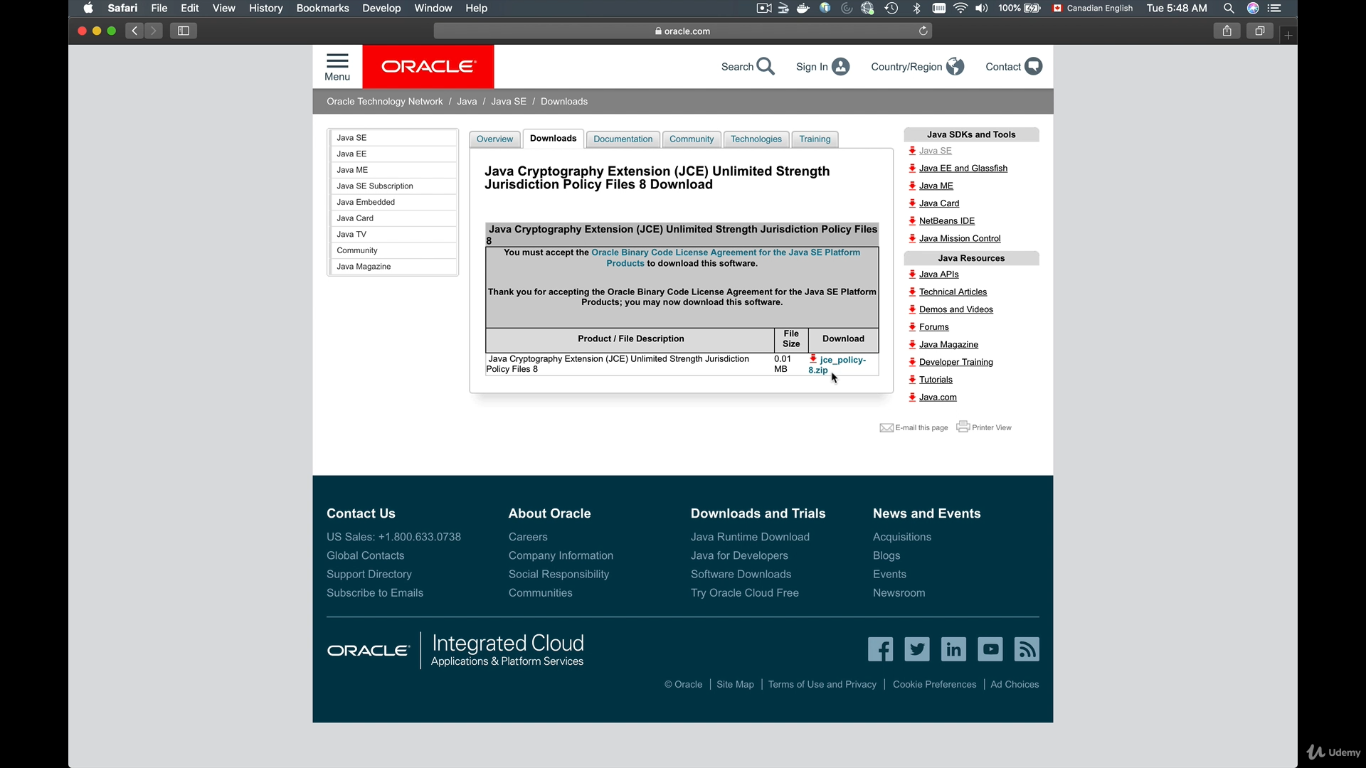 Safari File Edit View History Bookmarks Develop Window Help 100% Canadian English Tue 5:48 AM
oracle.com
Menu ORACLE Search Sign In Country/Region Contact
Oracle Technology Network / Java / Java SE / Downloads
Java SE
Java EE
Java ME
Java SE Subscription
Java Embedded
Java Card
Java TV
Community
Java Magazine
Overview Downloads Documentation Community Technologies Training
Java Cryptography Extension (JCE) Unlimited Strength
Jurisdiction Policy Files 8 Download
Java Cryptography Extension (JCE) Unlimited Strength Jurisdiction Policy Files
8
You must accept the Oracle Binary Code License Agreement for the Java SE Platform
Products to download this software.
Thank you for accepting the Oracle Binary Code License Agreement for the Java SE Platform
Products; you may now download this software.
Product / File Description File Size Download
Java Cryptography Extension (JCE) Unlimited Strength Jurisdiction 0.01 jce_policy-
Policy Files 8 MB 8.zip
Java SDKs and Tools
Java SE
Java EE and Glassfish
Java ME
Java Card
NetBeans IDE
Java Mission Control
Java Resources
Java APIs
Technical Articles
Demos and Videos
Forums
Java Magazine
Developer Training
Tutorials
Java.com
E-mail this page Printer View
Contact Us
US Sales: +1.800.633.0738
Global Contacts
Support Directory
Subscribe to Emails
About Oracle
Careers
Company Information
Social Responsibility
Communities
Downloads and Trials
Java Runtime Download
Java for Developers
Software Downloads
Try Oracle Cloud Free
News and Events
Acquisitions
Blogs
Events
Newsroom
ORACLE Integrated Cloud
Applications & Platform Services
© Oracle | Site Map | Terms of Use and Privacy | Cookie Preferences | Ad Choices
Udemy